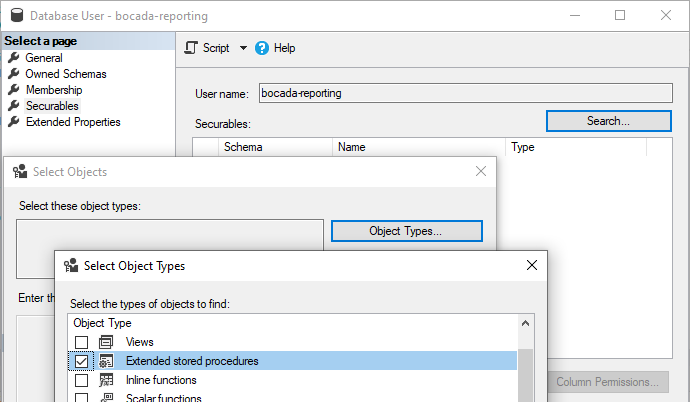 Database User - bocada-reporting
Select a page
General
Owned Schemas
Membership
Securables
Extended Properties
Script
Help
User name: bocada-reporting
Securables:
Search...
Schema Name Type
Select Objects
Select these object types:
Object Types...
Select Object Types
Enter th
Select the types of objects to find:
Object Type
Views
Extended stored procedures
Inline functions
Scalar functions
Column Permissions...